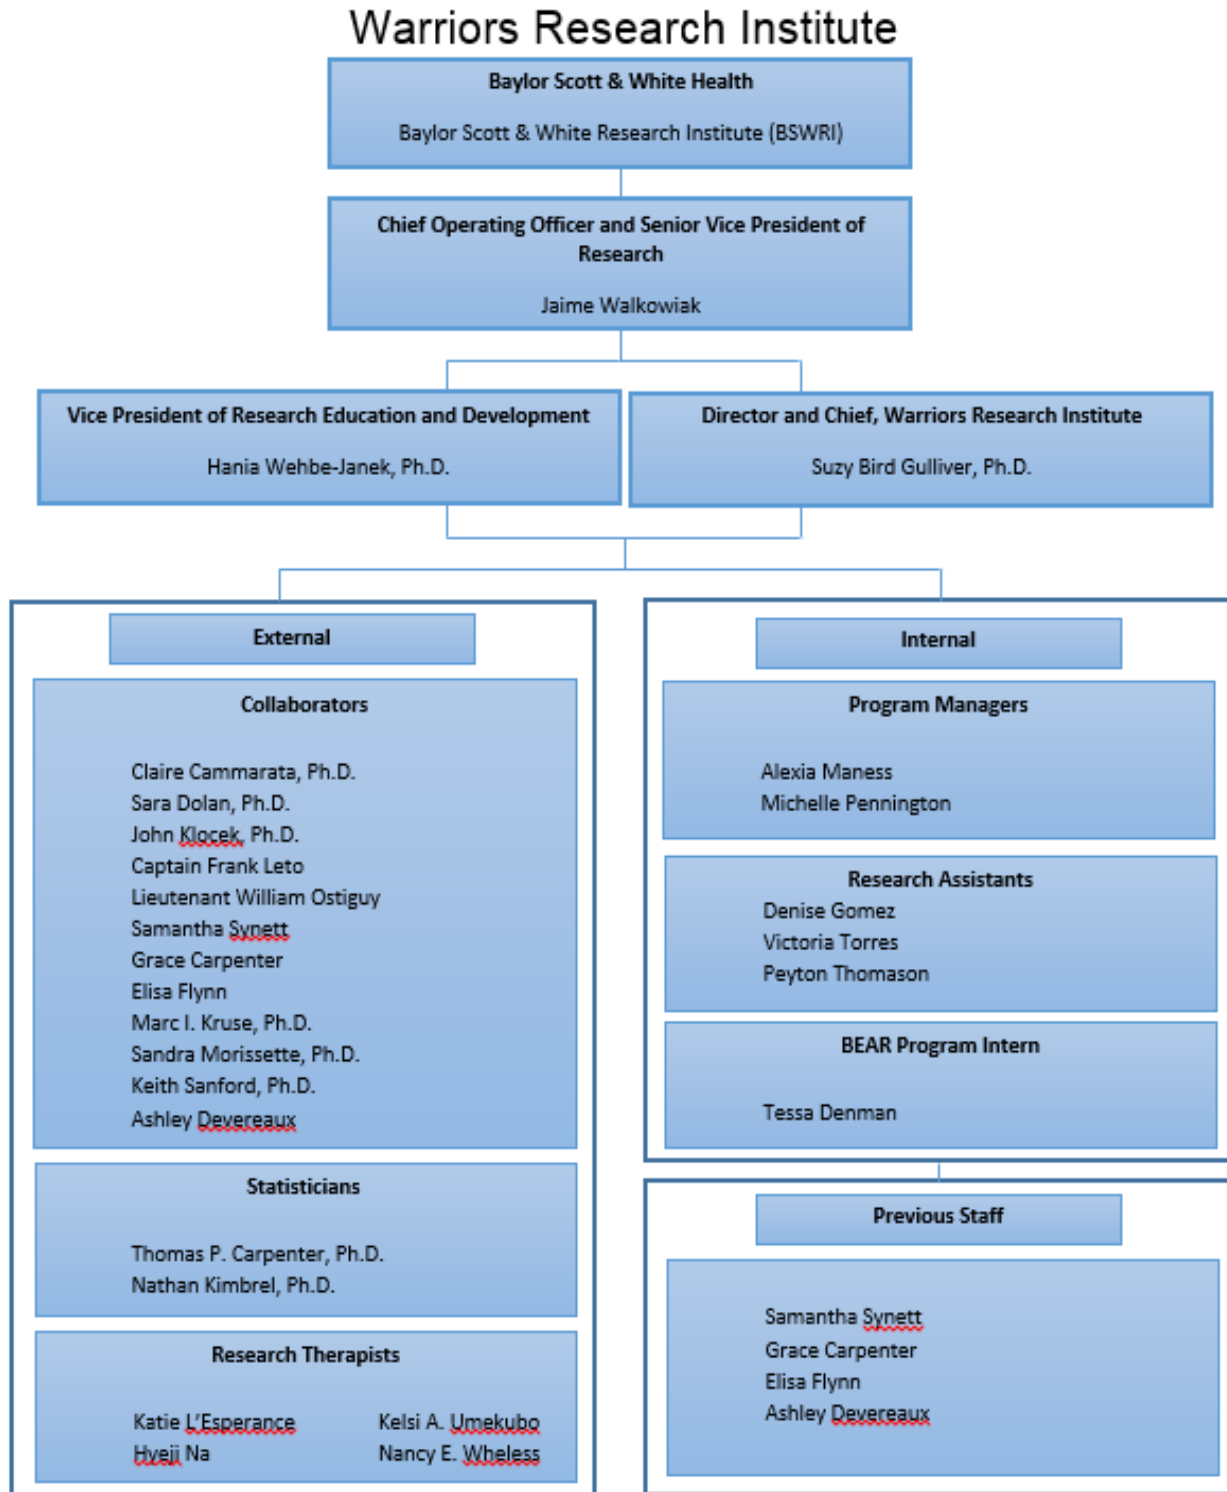 Warriors Research Institute
Baylor Scott & White Health
Baylor Scott & White Research Institute (BSWRI)
Chief Operating Officer and Senior Vice President of
Research
Jaime Walkowiak
Vice President of Research Education and Development
Hania Wehbe-Janek, Ph.D.
Director and Chief, Warriors Research Institute
Suzy Bird Gulliver, Ph.D.
External
Collaborators
Claire Cammarata, Ph.D.
Sara Dolan, Ph.D.
John Klocek, Ph.D.
Captain Frank Leto
Lieutenant William Ostiguy
Samantha Synett
Grace Carpenter
Elisa Flynn
Marc I. Kruse, Ph.D.
Sandra Morissette, Ph.D.
Keith Sanford, Ph.D.
Ashley Devereaux
Statisticians
Thomas P. Carpenter, Ph.D.
Nathan Kimbrel, Ph.D.
Research Therapists
Katie L’Esperance
Hyeji Na
Kelsi A. Umekubo
Nancy E. Wheless
Internal
Program Managers
Alexia Maness
Michelle Pennington
Research Assistants
Denise Gomez
Victoria Torres
Peyton Thomason
BEAR Program Intern
Tessa Denman
Previous Staff
Samantha Synett
Grace Carpenter
Elisa Flynn
Ashley Devereaux